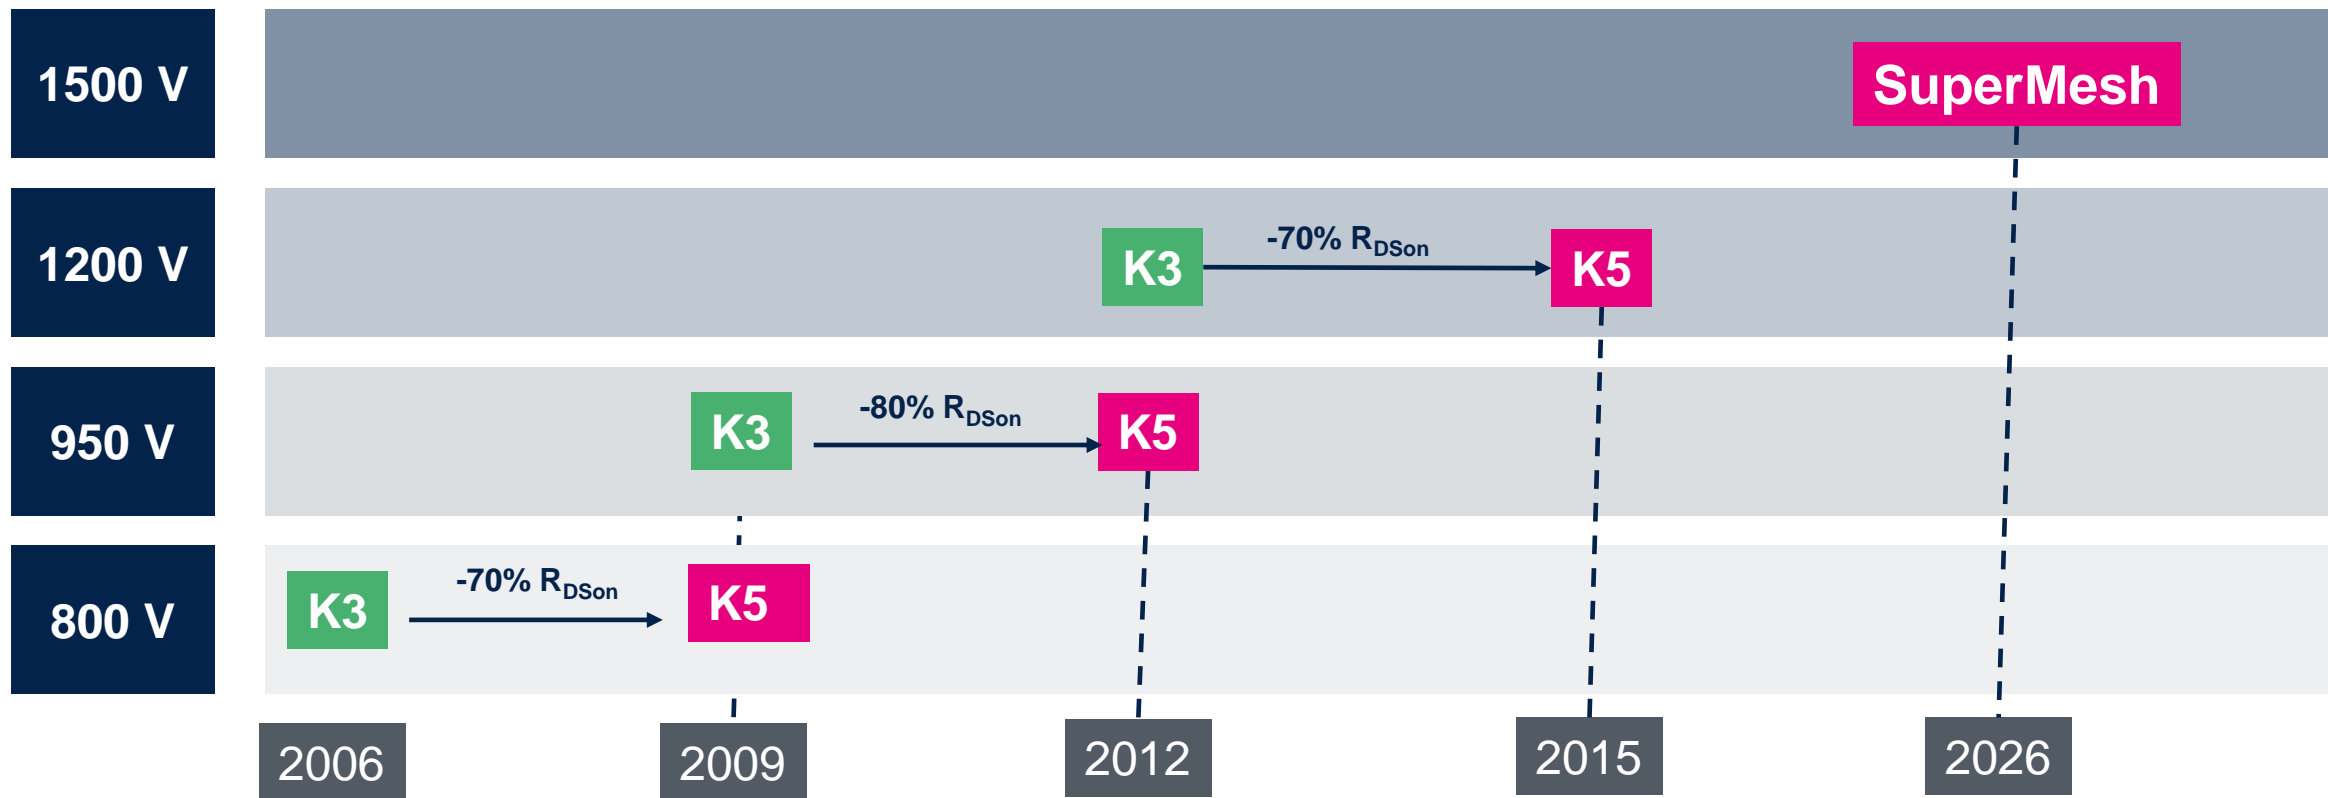 1500 V
SuperMesh
1200 V
K3
-70% RDSon
K5
950 V
K3
-80% RDSon
K5
800 V
K3
-70% RDSon
K5
2006
2009
2012
2015
2026